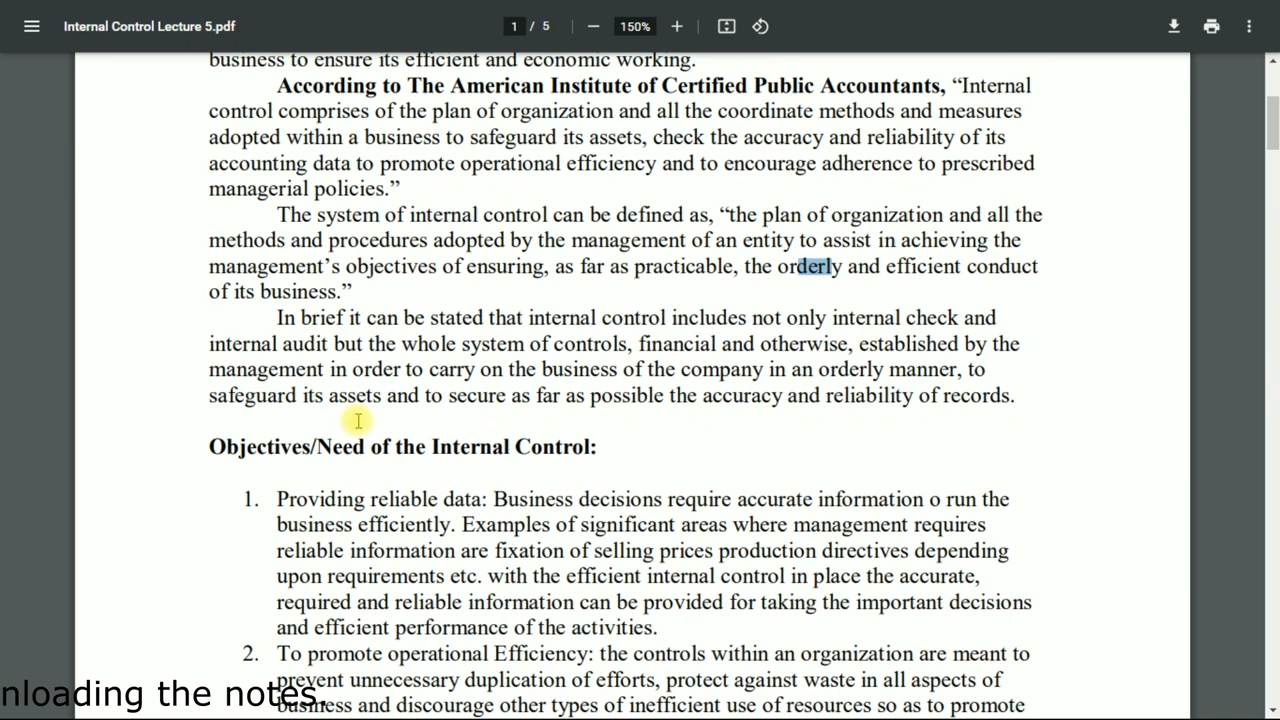 Internal Control Lecture 5.pdf
1 / 5
150%
business to ensure its efficient and economic working.
According to The American Institute of Certified Public Accountants, “Internal
control comprises of the plan of organization and all the coordinate methods and measures
adopted within a business to safeguard its assets, check the accuracy and reliability of its
accounting data to promote operational efficiency and to encourage adherence to prescribed
managerial policies.”
The system of internal control can be defined as, “the plan of organization and all the
methods and procedures adopted by the management of an entity to assist in achieving the
management’s objectives of ensuring, as far as practicable, the orderly and efficient conduct
of its business.”
In brief it can be stated that internal control includes not only internal check and
internal audit but the whole system of controls, financial and otherwise, established by the
management in order to carry on the business of the company in an orderly manner, to
safeguard its assets and to secure as far as possible the accuracy and reliability of records.
Objectives/Need of the Internal Control:
1. Providing reliable data: Business decisions require accurate information o run the
business efficiently. Examples of significant areas where management requires
reliable information are fixation of selling prices production directives depending
upon requirements etc. with the efficient internal control in place the accurate,
required and reliable information can be provided for taking the important decisions
and efficient performance of the activities.
2. To promote operational Efficiency: the controls within an organization are meant to
prevent unnecessary duplication of efforts, protect against waste in all aspects of
business and discourage other types of inefficient use of resources so as to promote
nloading the notes.